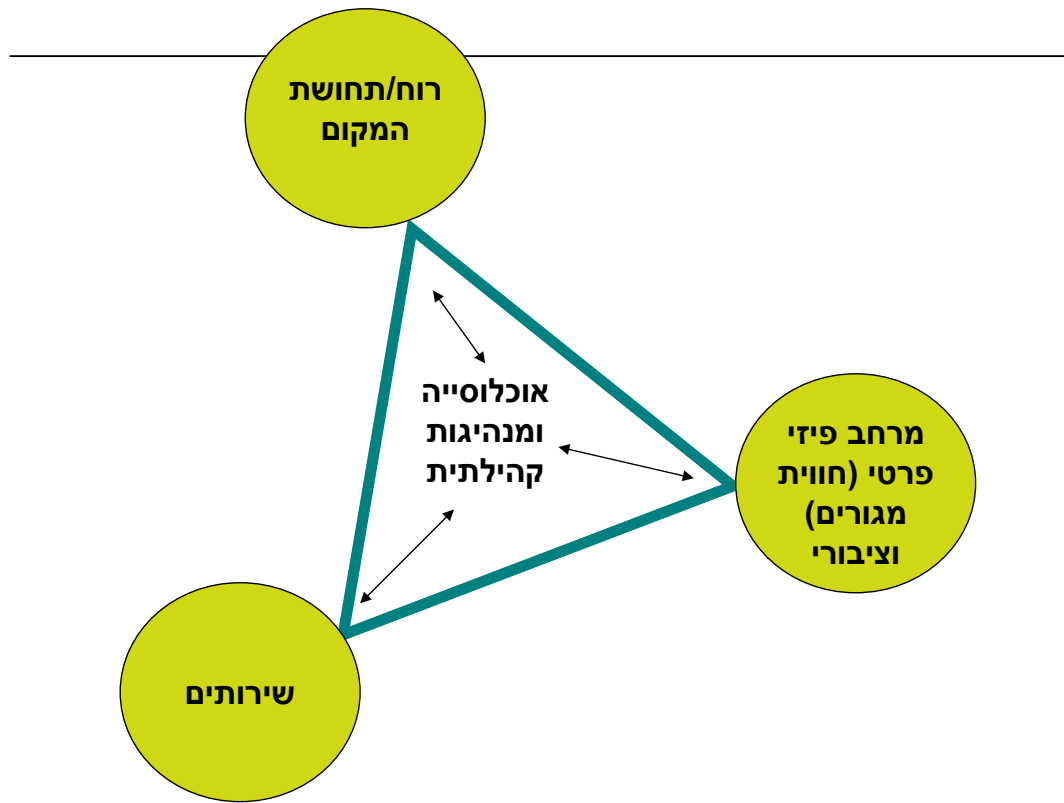 רוח/תחושת
המקום
אוכלוסייה
ומנהיגות
קהילתית
מרחב פיזי
פרטי (חווית
מגורים)
וציבורי
שירותים